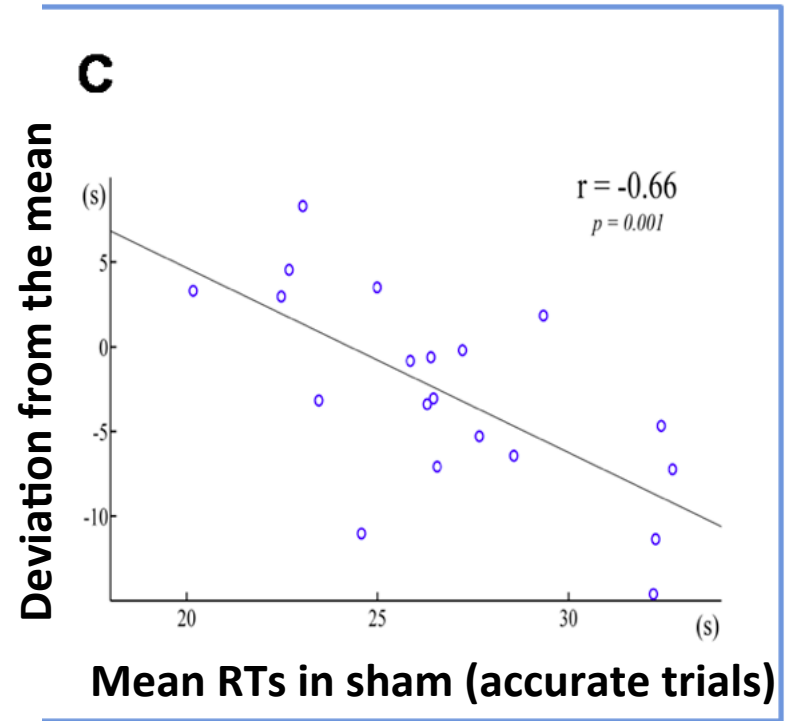 C
Deviation from the mean
(s)
r = -0.66
p = 0.001
5
0
-5
-10
20
25
30
(s)
Mean RTs in sham (accurate trials)